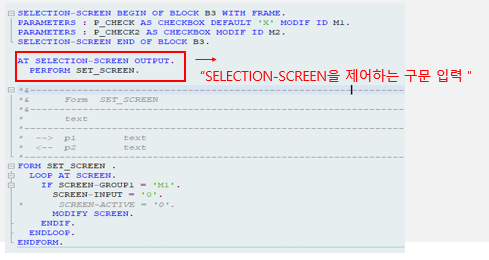 SELECTION-SCREEN BEGIN OF BLOCK B3 WITH FRAME.
PARAMETERS : P_CHECK AS CHECKBOX DEFAULT 'X' MODIF ID M1.
PARAMETERS : P_CHECK2 AS CHECKBOX MODIF ID M2.
SELECTION-SCREEN END OF BLOCK B3.
AT SELECTION-SCREEN OUTPUT.
PERFORM SET_SCREEN.
"SELECTION-SCREEN을 제어하는 구문 입력 "
*&---------------------------------------------------------------------*
*&      Form  SET_SCREEN
*&---------------------------------------------------------------------*
*       text
*----------------------------------------------------------------------*
*  -->  p1        text
*  <--  p2        text
*----------------------------------------------------------------------*
FORM SET_SCREEN .
LOOP AT SCREEN.
IF SCREEN-GROUP1 = 'M1'.
SCREEN-INPUT = '0'.
*      SCREEN-ACTIVE = '0'.
MODIFY SCREEN.
ENDIF.
ENDLOOP.
ENDFORM.